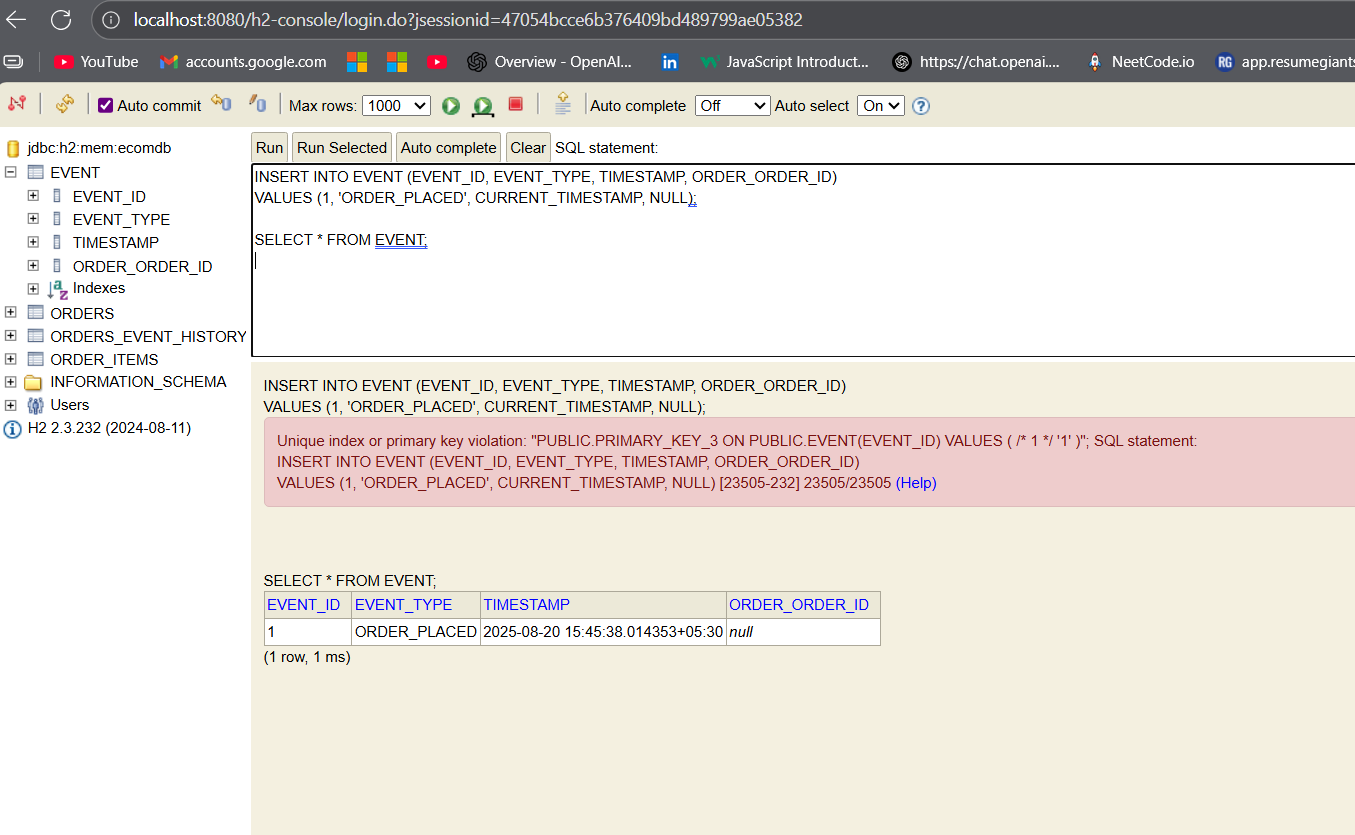 localhost:8080/h2-console/login.do?jsessionid=47054bcce6b376409bd489799ae05382
YouTube accounts.google.com Overview - OpenAI... in JavaScript Introduct... https://chat.openai.... NeetCode.io RG app.resumegiants
Auto commit Max rows: 1000 Auto complete Off Auto select On ?
jdbc:h2:mem:ecomdb
EVENT
EVENT_ID
EVENT_TYPE
TIMESTAMP
ORDER_ORDER_ID
Indexes
ORDERS
ORDERS_EVENT_HISTORY
ORDER_ITEMS
INFORMATION_SCHEMA
Users
H2 2.3.232 (2024-08-11)
Run Run Selected Auto complete Clear SQL statement:
INSERT INTO EVENT (EVENT_ID, EVENT_TYPE, TIMESTAMP, ORDER_ORDER_ID)
VALUES (1, 'ORDER_PLACED', CURRENT_TIMESTAMP, NULL);
SELECT * FROM EVENT;
INSERT INTO EVENT (EVENT_ID, EVENT_TYPE, TIMESTAMP, ORDER_ORDER_ID)
VALUES (1, 'ORDER_PLACED', CURRENT_TIMESTAMP, NULL);
Unique index or primary key violation: "PUBLIC.PRIMARY_KEY_3 ON PUBLIC.EVENT(EVENT_ID) VALUES ( /* 1 */ '1' )"; SQL statement:
INSERT INTO EVENT (EVENT_ID, EVENT_TYPE, TIMESTAMP, ORDER_ORDER_ID)
VALUES (1, 'ORDER_PLACED', CURRENT_TIMESTAMP, NULL) [23505-232] 23505/23505 (Help)
SELECT * FROM EVENT;
EVENT_ID EVENT_TYPE TIMESTAMP ORDER_ORDER_ID
1 ORDER_PLACED 2025-08-20 15:45:38.014353+05:30 null
(1 row, 1 ms)